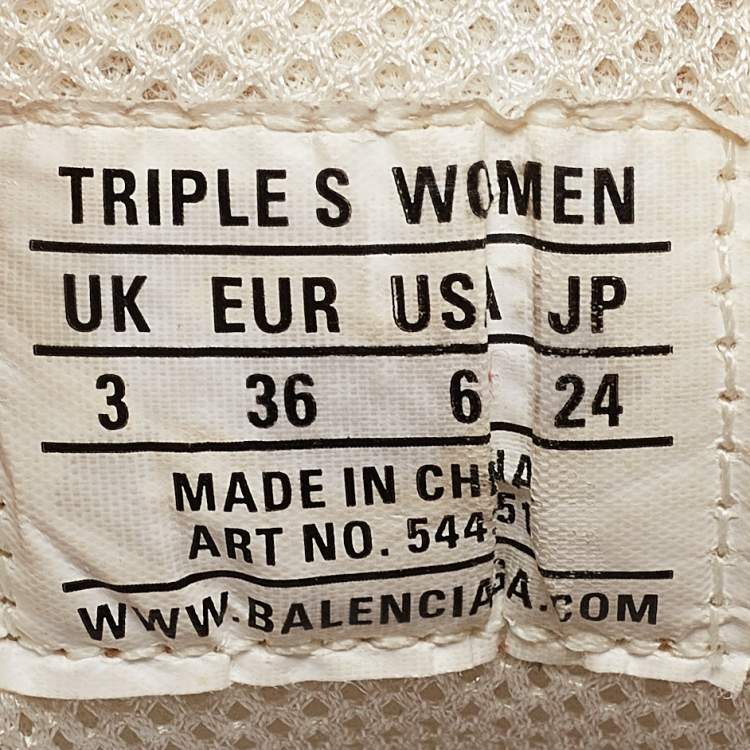 TRIPLE S WOMEN
UK EUR USA JP
3 36 6 24
MADE IN CHINA
ART NO.
WWW.BALENCIAGA.COM